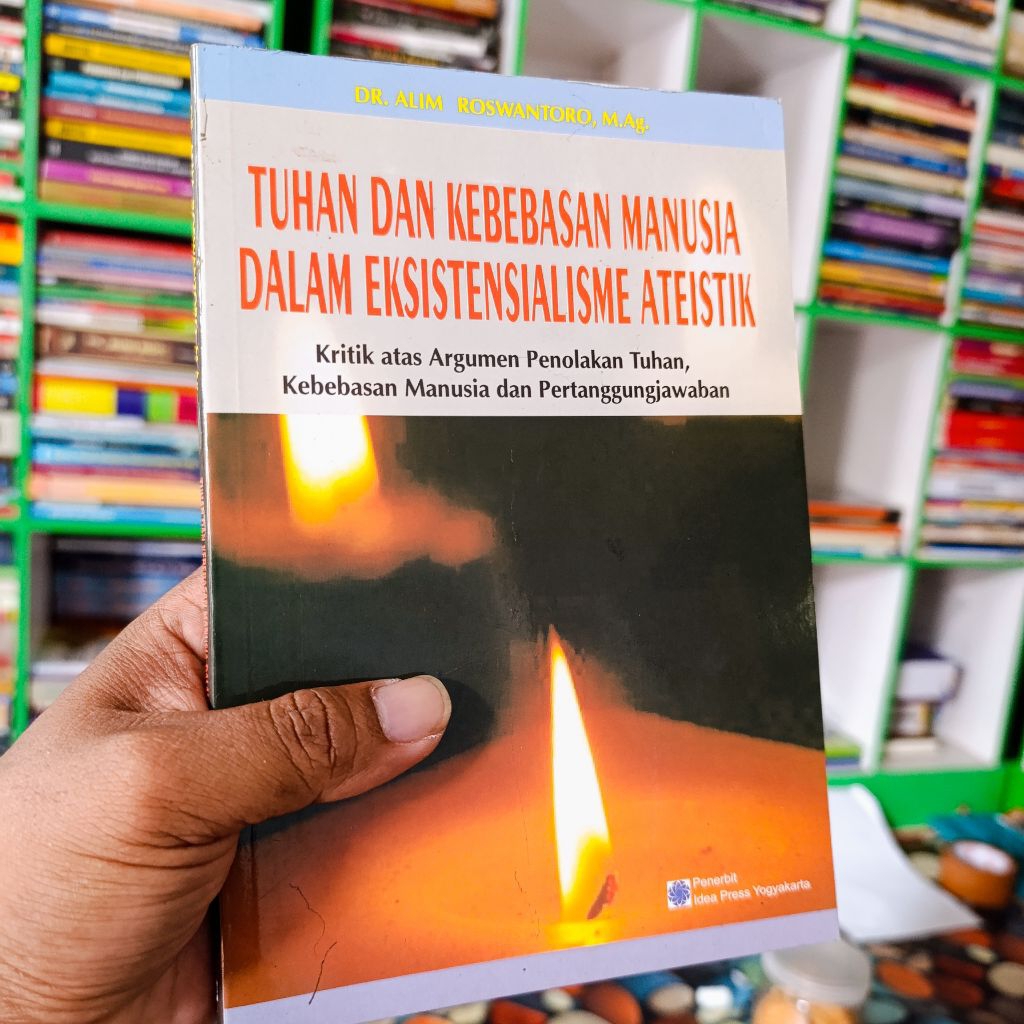 DR. ALIM ROSWANTORO, M.Ag.
TUHAN DAN KEBEBASAN MANUSIA
DALAM EKSISTENSIALISME ATEISTIK
Kritik atas Argumen Penolakan Tuhan,
Kebebasan Manusia dan Pertanggungjawaban
Penerbit
Idea Press Yogyakarta